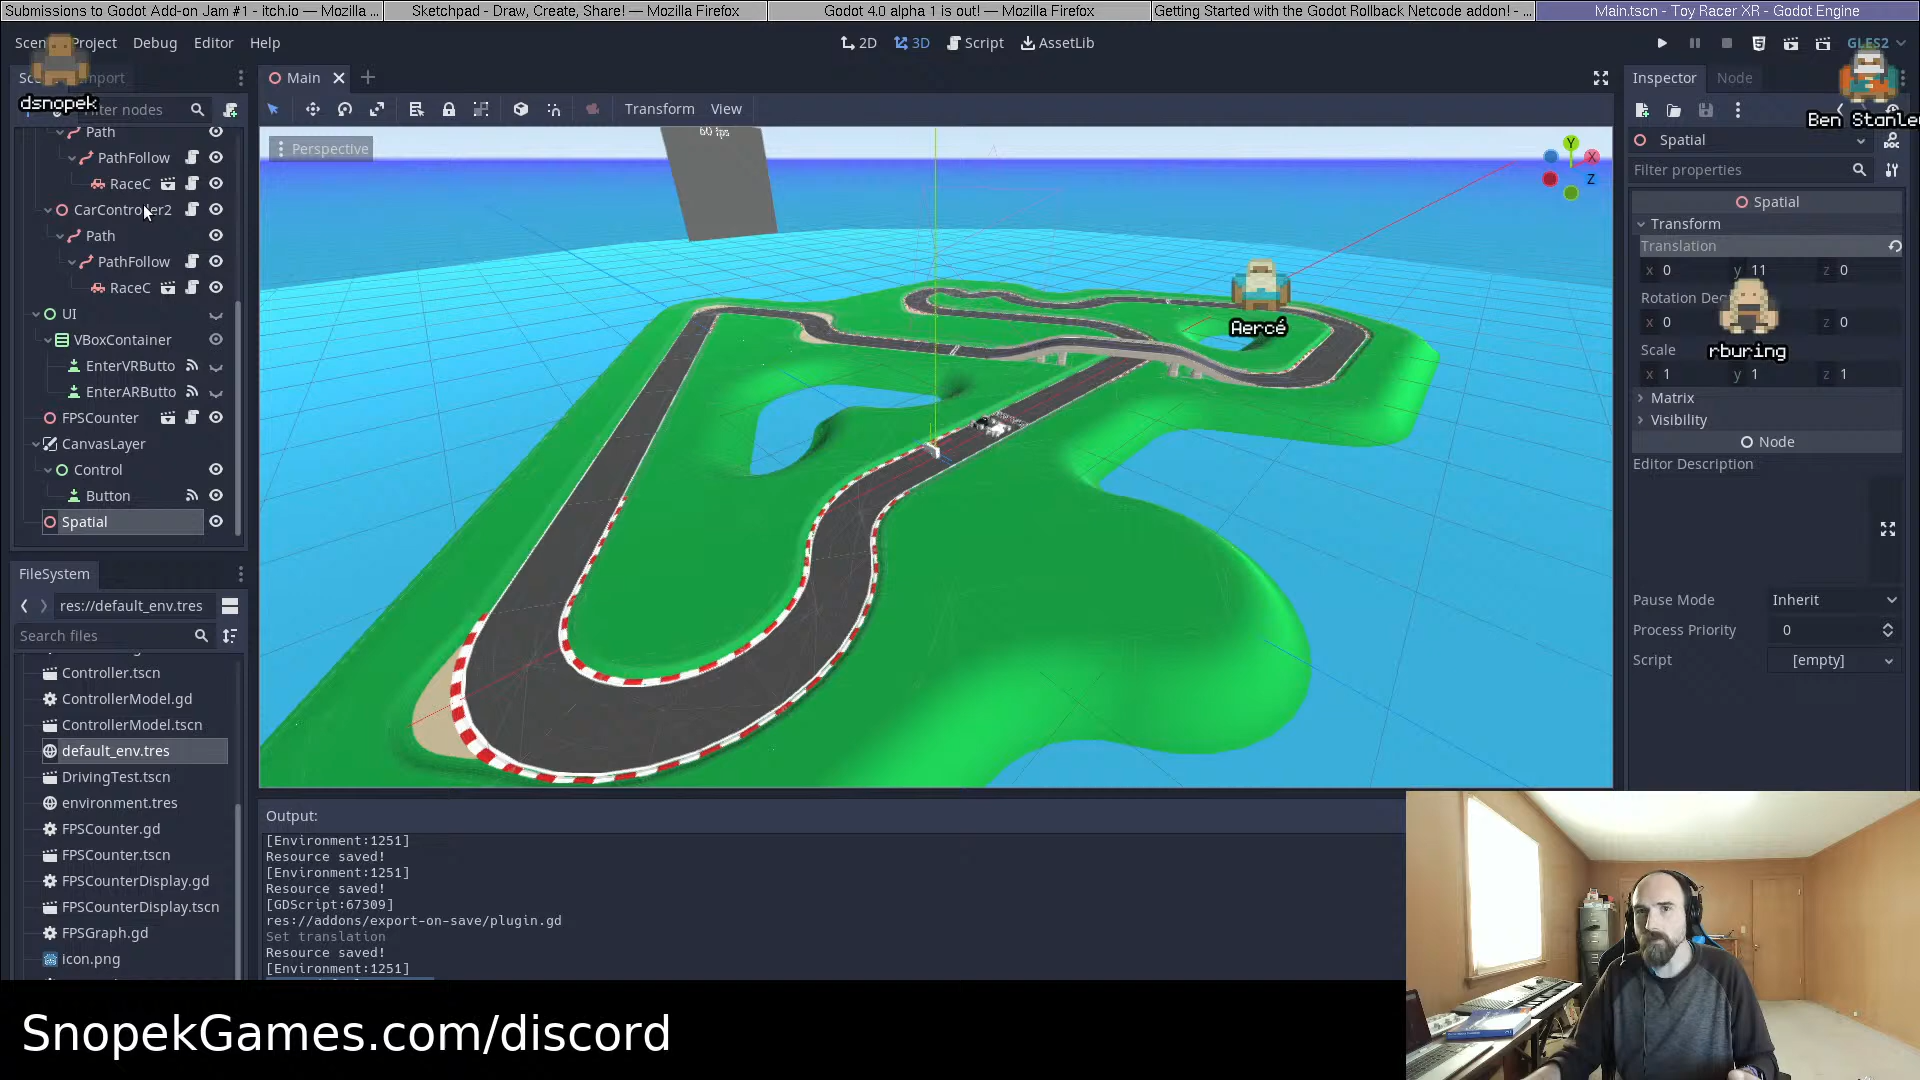 Submissions to Godot Add-on Jam #1 - itch.io — Mozilla ...
Sketchpad - Draw, Create, Share! — Mozilla Firefox
Godot 4.0 alpha 1 is out! — Mozilla Firefox
Getting Started with the Godot Rollback Netcode addon! - ...
Main.tscn - Toy Racer XR - Godot Engine
Project Debug Editor Help
2D 3D Script AssetLib
GLES2
Main
Inspector Node
dsnopek
Ben Stanle
Transform View
Path
PathFollow
RaceC
CarController2
Path
PathFollow
RaceC
UI
VBoxContainer
EnterVRButto
EnterARButto
FPSCounter
CanvasLayer
Control
Button
Spatial
FileSystem
res://default_env.tres
Search files
Controller.tscn
ControllerModel.gd
ControllerModel.tscn
default_env.tres
DrivingTest.tscn
environment.tres
FPSCounter.gd
FPSCounter.tscn
FPSCounterDisplay.gd
FPSCounterDisplay.tscn
FPSGraph.gd
icon.png
Perspective
60 fps
Y
X
Z
Aercé
rburing
Output:
[Environment:1251]
Resource saved!
[Environment:1251]
Resource saved!
[GDScript:67309]
res://addons/export-on-save/plugin.gd
Set translation
Resource saved!
[Environment:1251]
Spatial
Filter properties
Spatial
Transform
Translation
x 0 y 11 z 0
x 0 z 0
Scale
x 1 y 1 z 1
Matrix
Visibility
Node
Editor Description
Pause Mode Inherit
Process Priority 0
Script [empty]
SnopekGames.com/discord